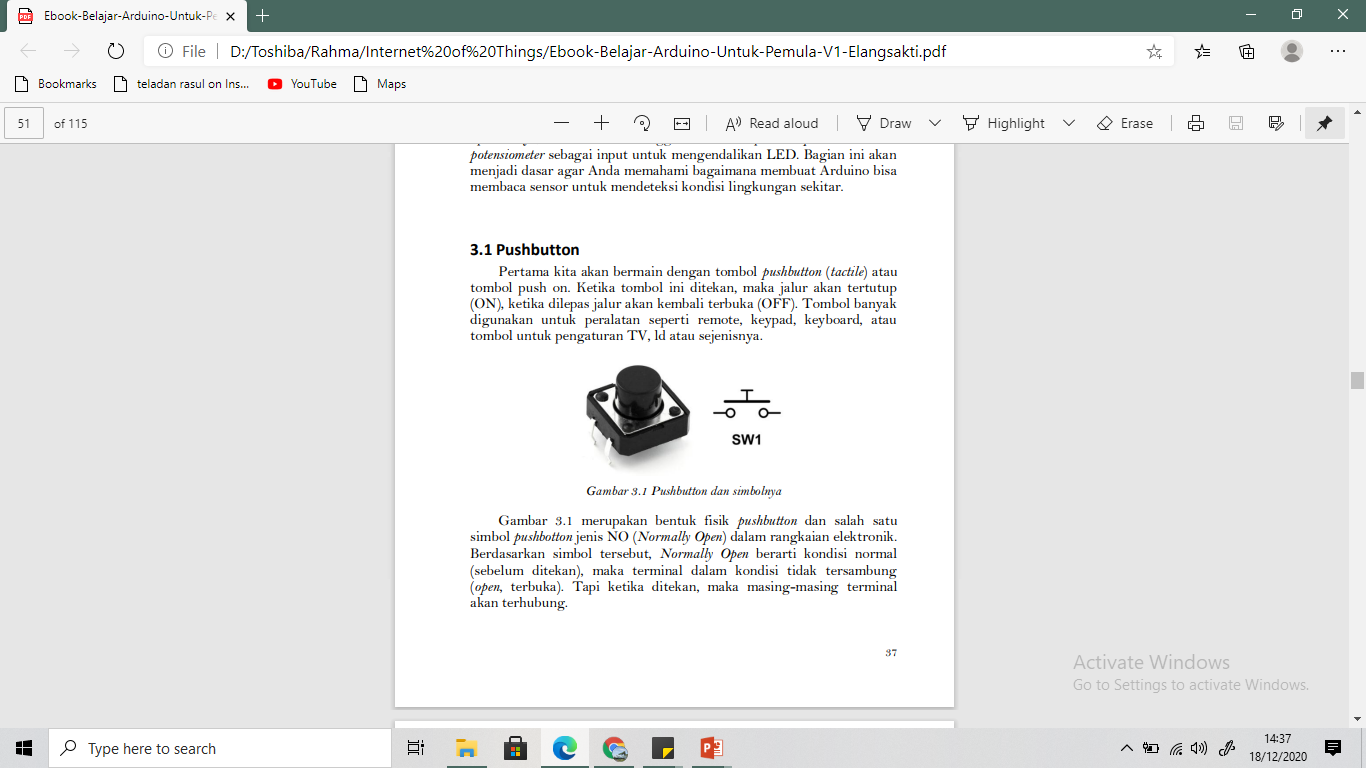 Ebook-Belajar-Arduino-Untuk-Pe
File
D:/Toshiba/Rahma/Internet%20of%20Things/Ebook-Belajar-Arduino-Untuk-Pemula-V1-Elangsakti.pdf
Bookmarks
teladan rasul on Ins...
YouTube
Maps
51 of 115
Read aloud
Draw
Highlight
Erase
potensiometer sebagai input untuk mengendalikan LED. Bagian ini akan
menjadi dasar agar Anda memahami bagaimana membuat Arduino bisa
membaca sensor untuk mendeteksi kondisi lingkungan sekitar.
3.1 Pushbutton
Pertama kita akan bermain dengan tombol pushbutton (tactile) atau
tombol push on. Ketika tombol ini ditekan, maka jalur akan tertutup
(ON), ketika dilepas jalur akan kembali terbuka (OFF). Tombol banyak
digunakan untuk peralatan seperti remote, keypad, keyboard, atau
tombol untuk pengaturan TV, ld atau sejenisnya.
SW1
Gambar 3.1 Pushbutton dan simbolnya
Gambar 3.1 merupakan bentuk fisik pushbutton dan salah satu
simbol pushbotton jenis NO (Normally Open) dalam rangkaian elektronik.
Berdasarkan simbol tersebut, Normally Open berarti kondisi normal
(sebelum ditekan), maka terminal dalam kondisi tidak tersambung
(open, terbuka). Tapi ketika ditekan, maka masing-masing terminal
akan terhubung.
37
Activate Windows
Go to Settings to activate Windows.
Type here to search
14:37
18/12/2020